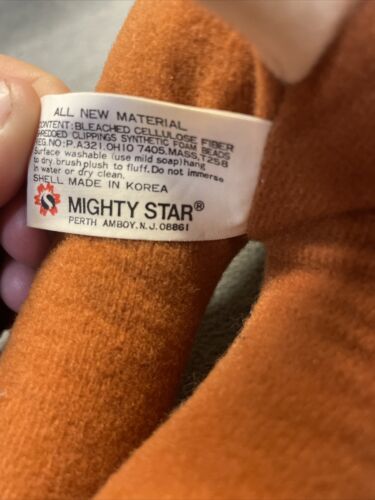 ALL NEW MATERIAL
CONTENT: BLEACHED CELLULOSE FIBER
SHREDDED CLIPPINGS SYNTHETIC FOAM BEADS
REG. NO: P.A321.OH10 7405. MASS. T258
Surface washable (use mild soap) hang
to dry. brush plush to fluff. Do not immerse
in water or dry clean.
SHELL MADE IN KOREA
MIGHTY STAR®
PERTH AMBOY, N.J. 08861